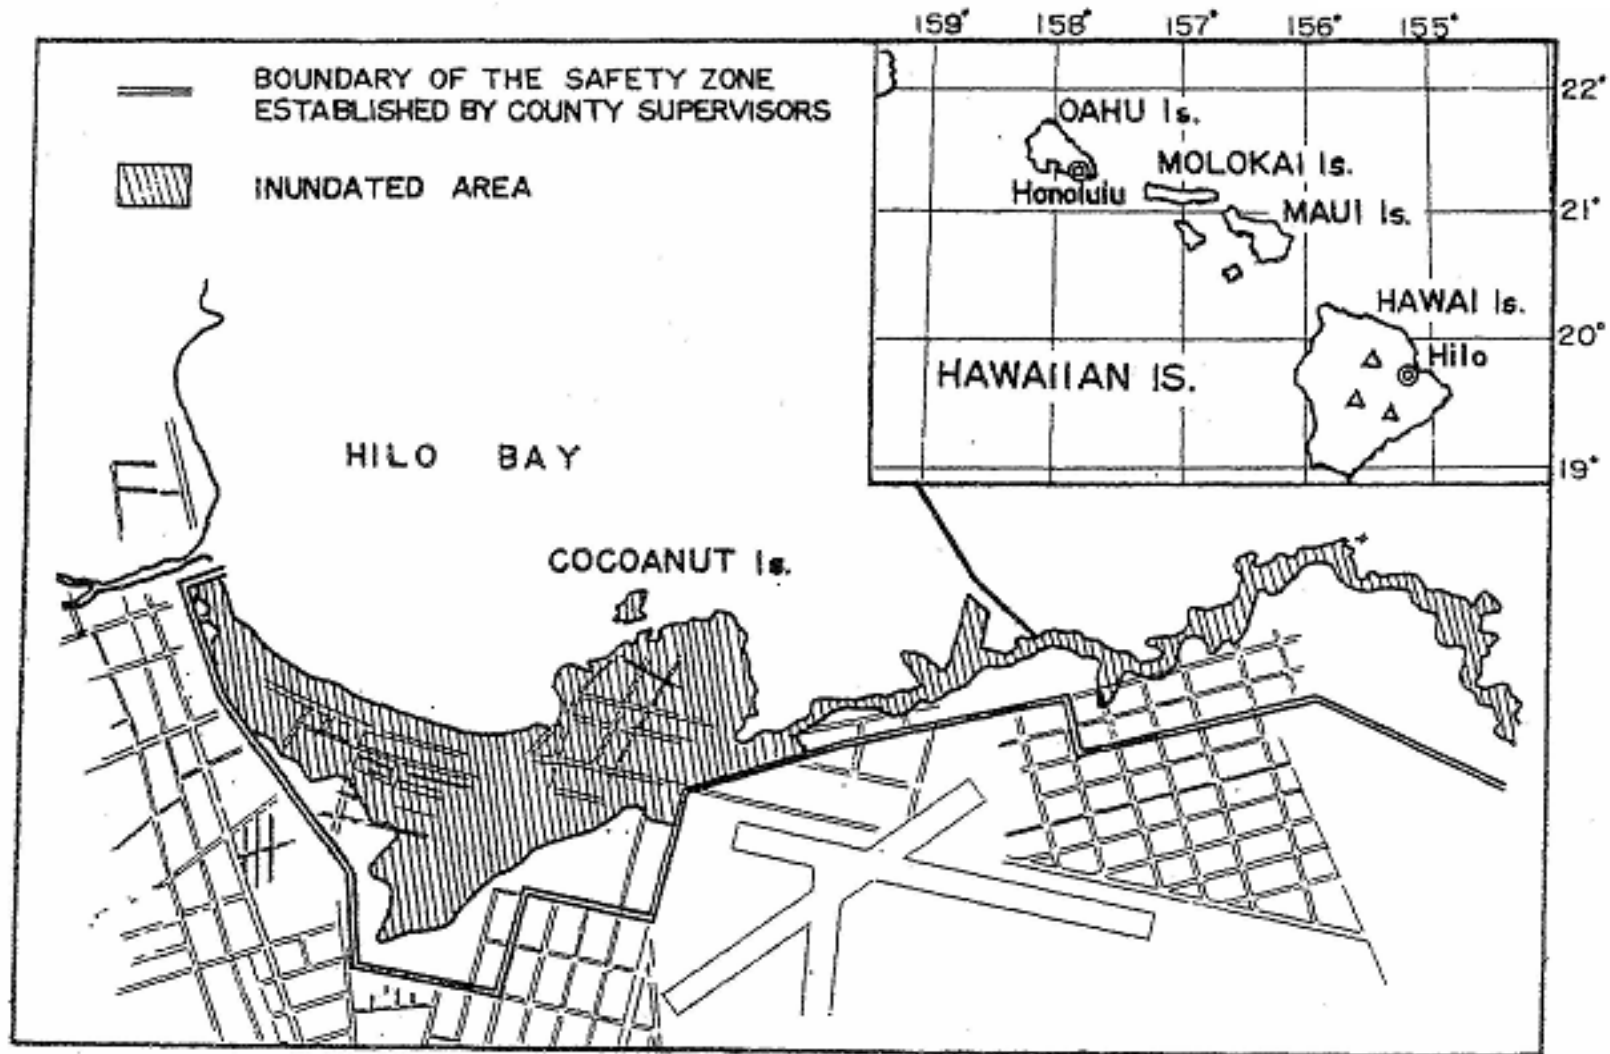 159° 158° 157° 156° 155°
BOUNDARY OF THE SAFETY ZONE
ESTABLISHED BY COUNTY SUPERVISORS
INUNDATED AREA
22°
OAHU Is.
MOLOKAI Is.
Honolulu
MAUI Is.
21°
HAWAI Is.
20°
Hilo
HAWAIIAN IS.
19°
HILO BAY
COCOANUT Is.